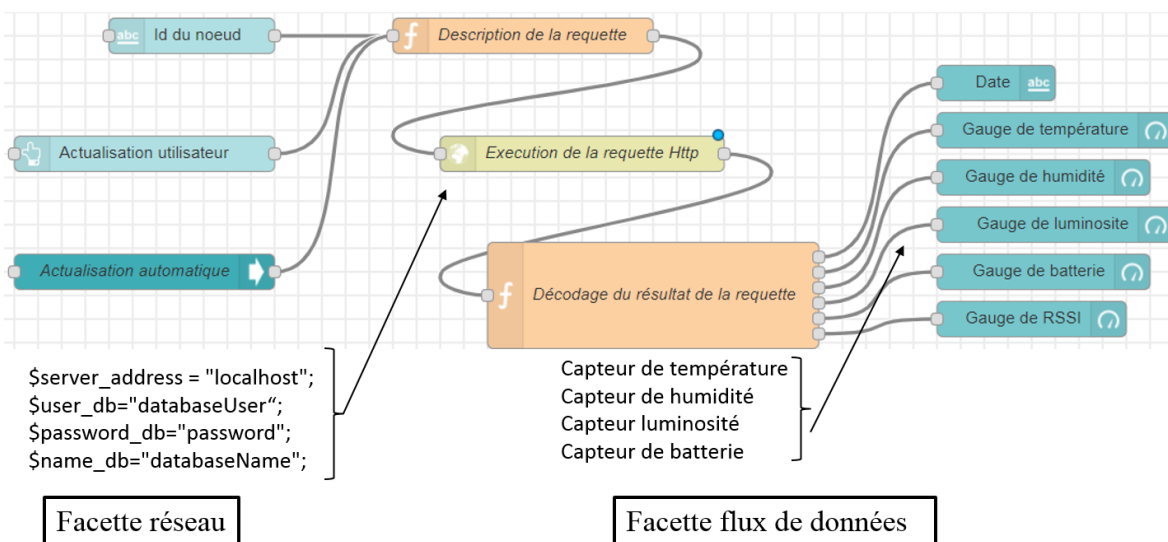 abc Id du noeud
Description de la requette
Date abc
Gauge de température
Actualisation utilisateur
Execution de la requette Http
Gauge de humidité
Gauge de luminosite
Actualisation automatique
Gauge de batterie
Décodage du résultat de la requette
Gauge de RSSI
$server_address = "localhost";
$user_db="databaseUser“;
$password_db="password";
$name_db="databaseName";
Capteur de température
Capteur de humidité
Capteur luminosité
Capteur de batterie
Facette réseau
Facette flux de données